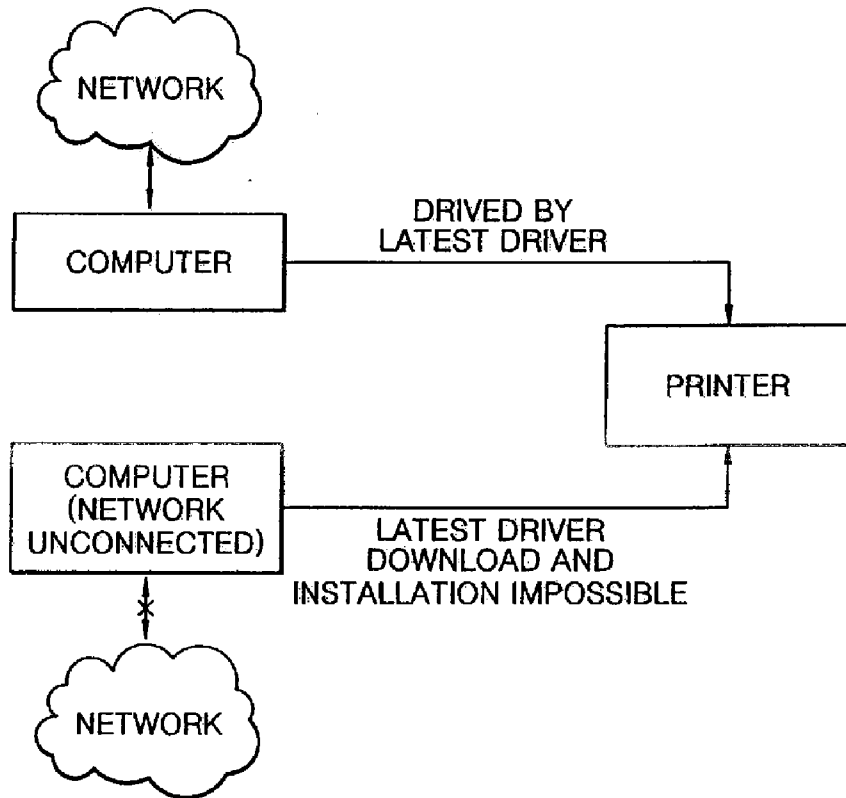 NETWORK
COMPUTER
DRIVED BY
LATEST DRIVER
PRINTER
COMPUTER
(NETWORK
UNCONNECTED)
LATEST DRIVER
DOWNLOAD AND
INSTALLATION IMPOSSIBLE
NETWORK